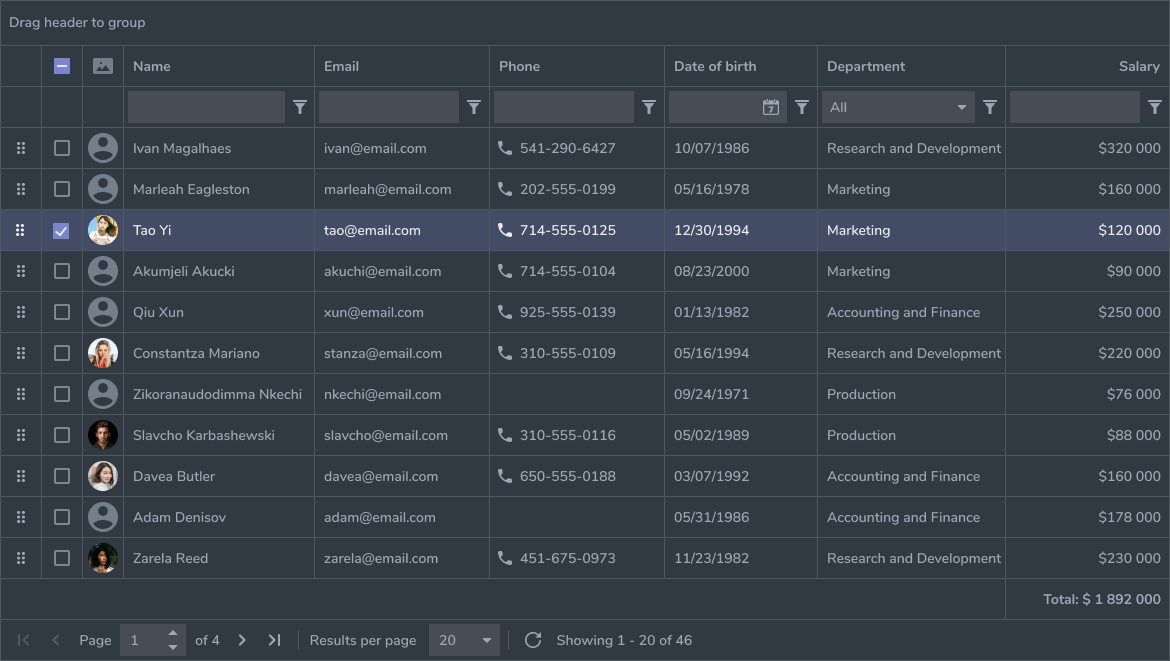 Drag header to group
Name Email Phone Date of birth Department Salary
7 All
Ivan Magalhaes ivan@email.com 541-290-6427 10/07/1986 Research and Development $320 000
Marleah Eagleston marleah@email.com 202-555-0199 05/16/1978 Marketing $160 000
Tao Yi tao@email.com 714-555-0125 12/30/1994 Marketing $120 000
Akumjeli Akucki akuchi@email.com 714-555-0104 08/23/2000 Marketing $90 000
Qiu Xun xun@email.com 925-555-0139 01/13/1982 Accounting and Finance $250 000
Constantza Mariano stanza@email.com 310-555-0109 05/16/1994 Research and Development $220 000
Zikoranaudodimma Nkechi nkechi@email.com 09/24/1971 Production $76 000
Slavcho Karbashewski slavcho@email.com 310-555-0116 05/02/1989 Production $88 000
Davea Butler davea@email.com 650-555-0188 03/07/1992 Accounting and Finance $160 000
Adam Denisov adam@email.com 05/31/1986 Accounting and Finance $178 000
Zarela Reed zarela@email.com 451-675-0973 11/23/1982 Research and Development $230 000
Total: $ 1 892 000
Page 1 of 4 Results per page 20 Showing 1 - 20 of 46